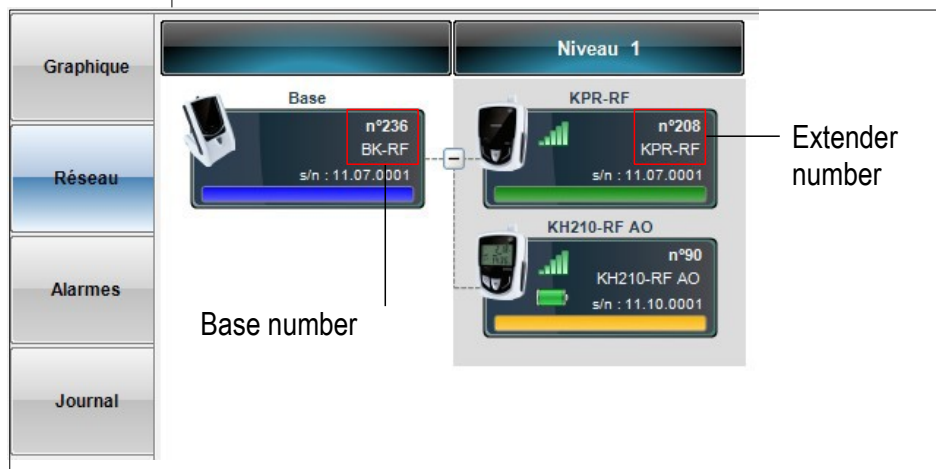 Graphique
Réseau
Alarmes
Journal
Niveau 1
Base
n°236
BK-RF
s/n : 11.07.0001
KPR-RF
n°208
KPR-RF
s/n : 11.07.0001
KH210-RF AO
n°90
KH210-RF AO
s/n : 11.10.0001
Extender
number
Base number